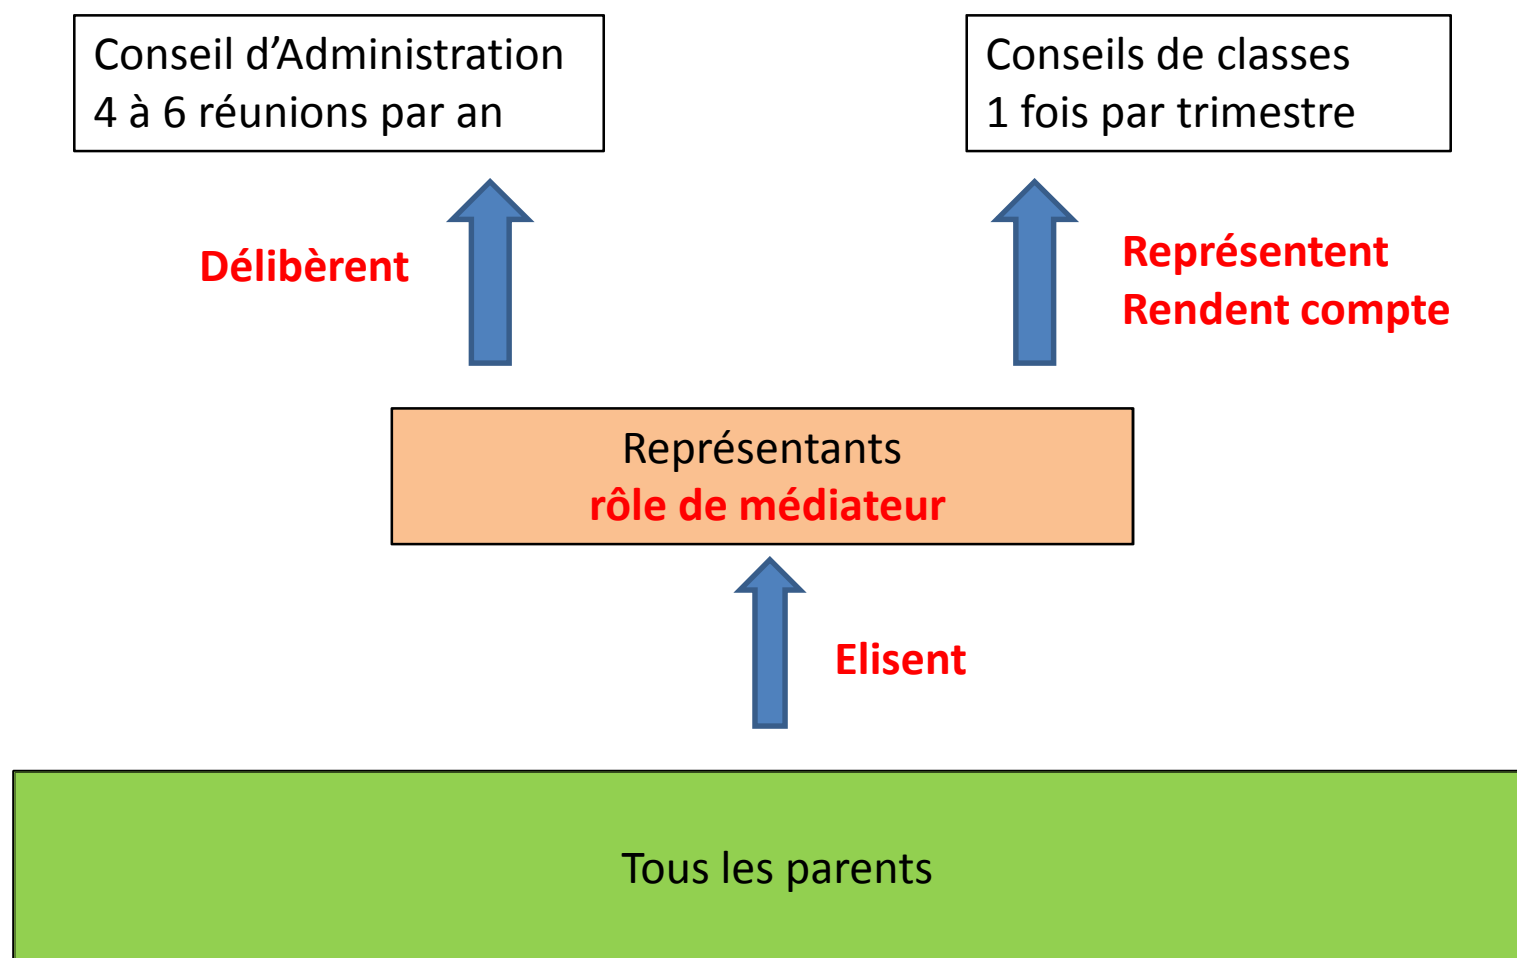 Conseil d’Administration
4 à 6 réunions par an
Conseils de classes
1 fois par trimestre
Délibèrent
Représentent
Rendent compte
Représentants
rôle de médiateur
Elisent
Tous les parents